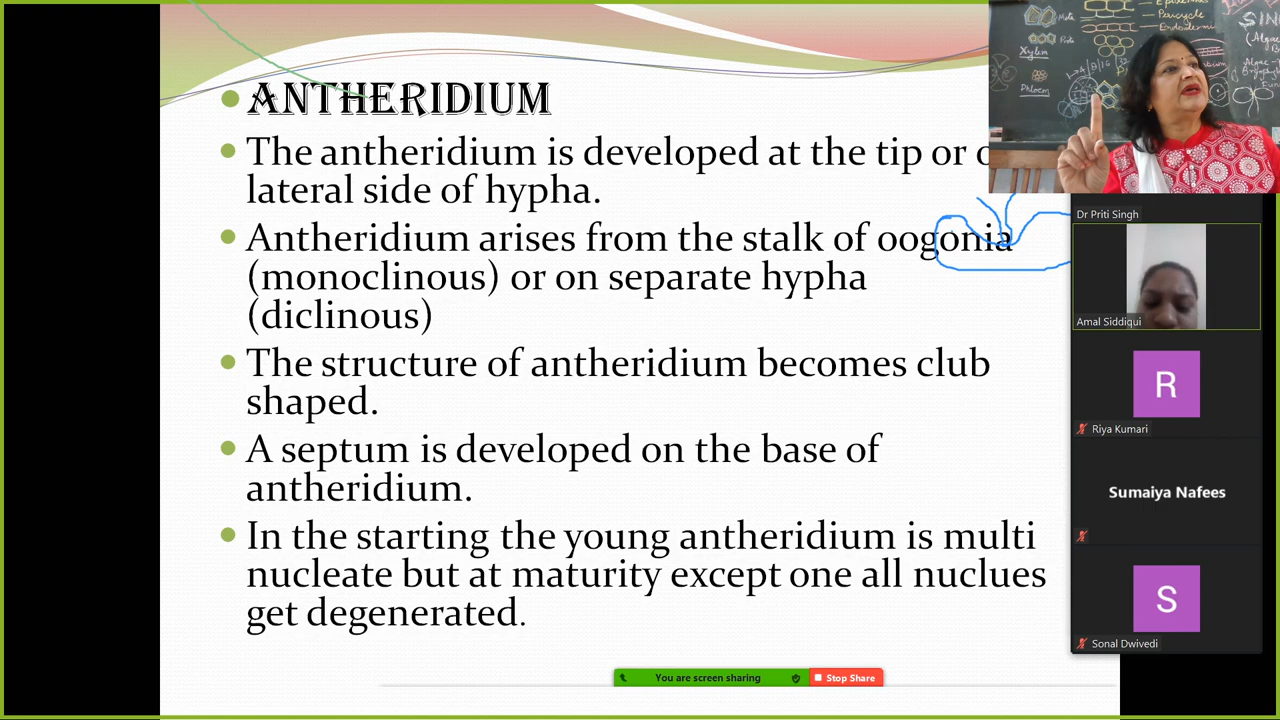 ANTHERIDIUM
The antheridium is developed at the tip or
lateral side of hypha.
Antheridium arises from the stalk of oogonia
(monoclinous) or on separate hypha
(diclinous)
The structure of antheridium becomes club
shaped.
A septum is developed on the base of
antheridium.
In the starting the young antheridium is multi
nucleate but at maturity except one all nuclues
get degenerated.
You are screen sharing
Stop Share
Pericycle
Xylem
Phloem
SIN
Dr Priti Singh
Amal Siddiqui
R
Riya Kumari
Sumaiya Nafees
S
Sonal Dwivedi